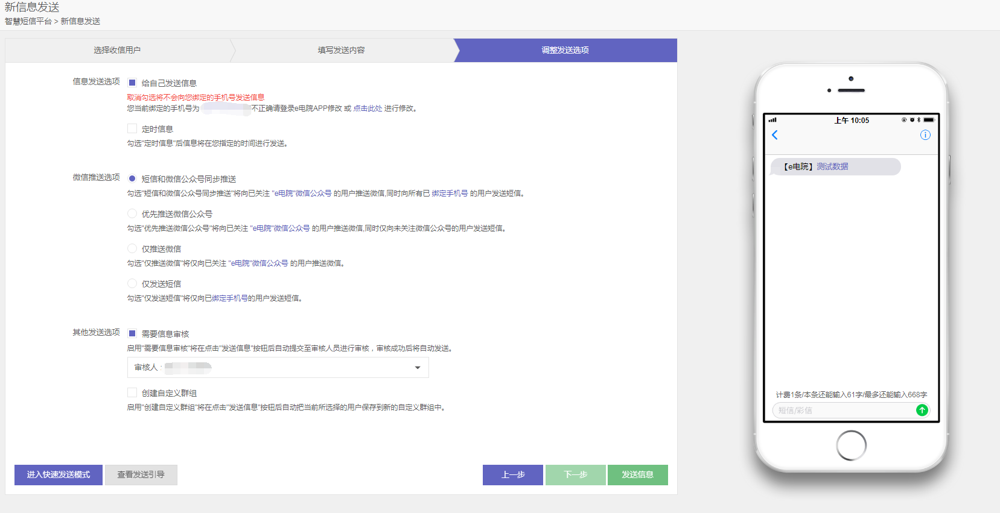 新信息发送
智慧短信平台 > 新信息发送
选择收信用户
填写发送内容
调整发送选项
信息发送选项
给自己发送信息
取消勾选将不会向您绑定的手机号发送信息
您当前绑定的手机号为 不正确请登录e电院APP修改 或 点击此处 进行修改。
定时信息
勾选"定时信息"后信息将在您指定的时间进行发送。
微信推送选项
短信和微信公众号同步推送
勾选"短信和微信公众号同步推送"将向已关注 "e电院"微信公众号 的用户推送微信,同时向所有已 绑定手机号 的用户发送短信。
优先推送微信公众号
勾选"优先推送微信公众号"将向已关注 "e电院"微信公众号 的用户推送微信,同时仅向未关注微信公众号的用户发送短信。
仅推送微信
勾选"仅推送微信"将仅向已关注 "e电院"微信公众号 的用户推送微信。
仅发送短信
勾选"仅发送短信"将仅向已绑定手机号的用户发送短信。
其他发送选项
需要信息审核
启用"需要信息审核"将在点击"发送信息"按钮后自动提交至审核人员进行审核，审核成功后将自动发送。
审核人 :
创建自定义群组
启用"创建自定义群组"将在点击"发送信息"按钮后自动把当前所选择的用户保存到新的自定义群组中。
进入快速发送模式
查看发送引导
上一步
下一步
发送信息
上午 10:05
【e电院】测试数据
计费1条/本条还能输入61字/最多还能输入668字
短信/彩信